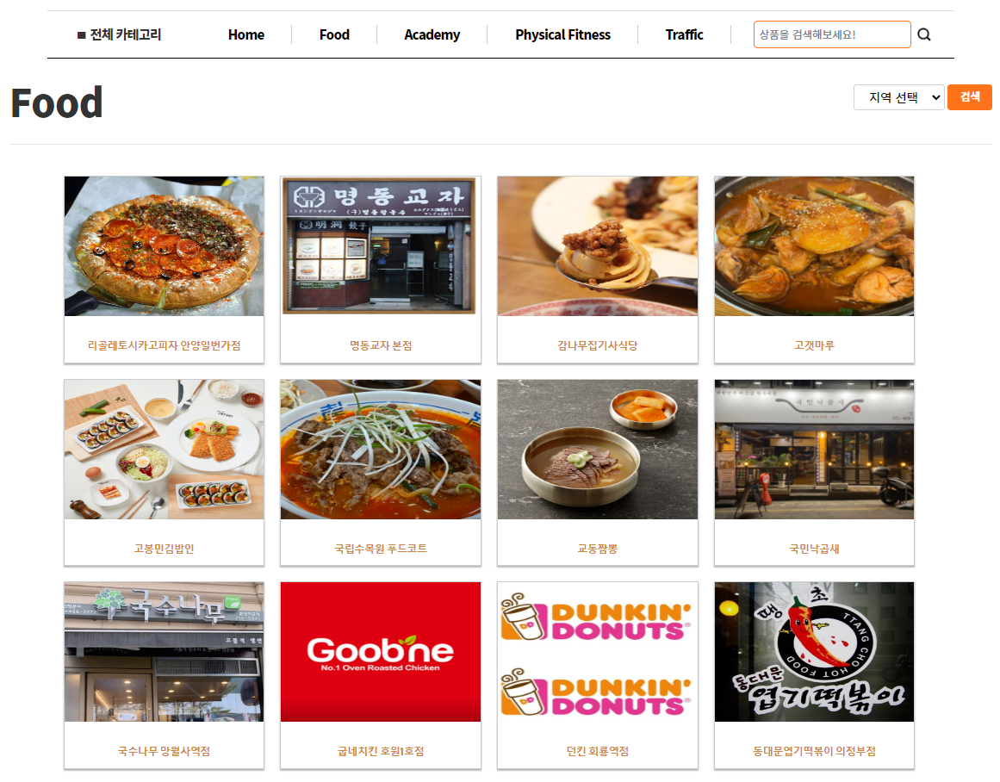 ■ 전체 카테고리 Home Food Academy Physical Fitness Traffic 상품을 검색해보세요!
Food
지역 선택 검색
명동교자
(구)명동칼국수
明洞 餃子
리골레토시카고피자 안양일번가점
명동교자 본점
감나무집기사식당
고갯마루
국민낙곱새
고봉민김밥인
국립수목원 푸드코트
교동짬뽕
국민낙곱새
국수나무
Goobne
No.1 Oven Roasted Chicken
DUNKIN'
DONUTS
DD
DUNKIN'
DONUTS
DD
땡초
TTANG CHO HOT FOOD
동대문
엽기떡볶이
국수나무 망월사역점
굽네치킨 호원1호점
던킨 회룡역점
동대문엽기떡볶이 의정부점